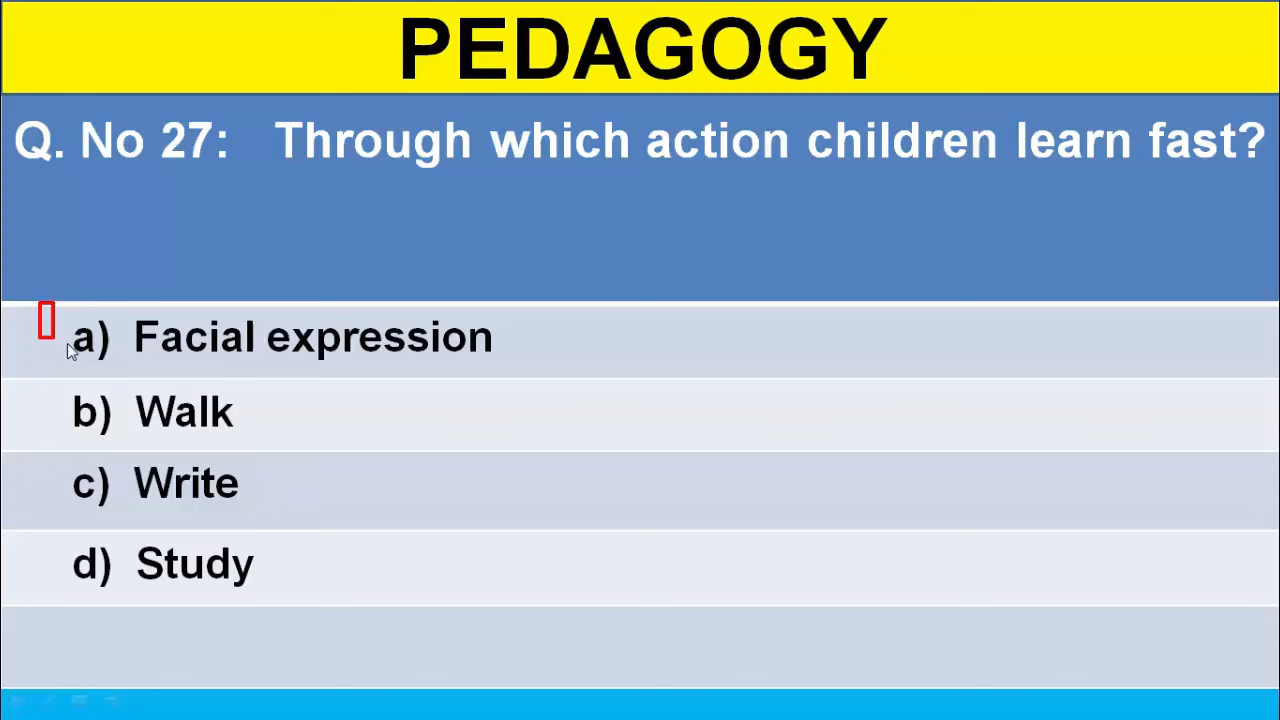 PEDAGOGY
Q. No 27: Through which action children learn fast?
a) Facial expression
b) Walk
c) Write
d) Study